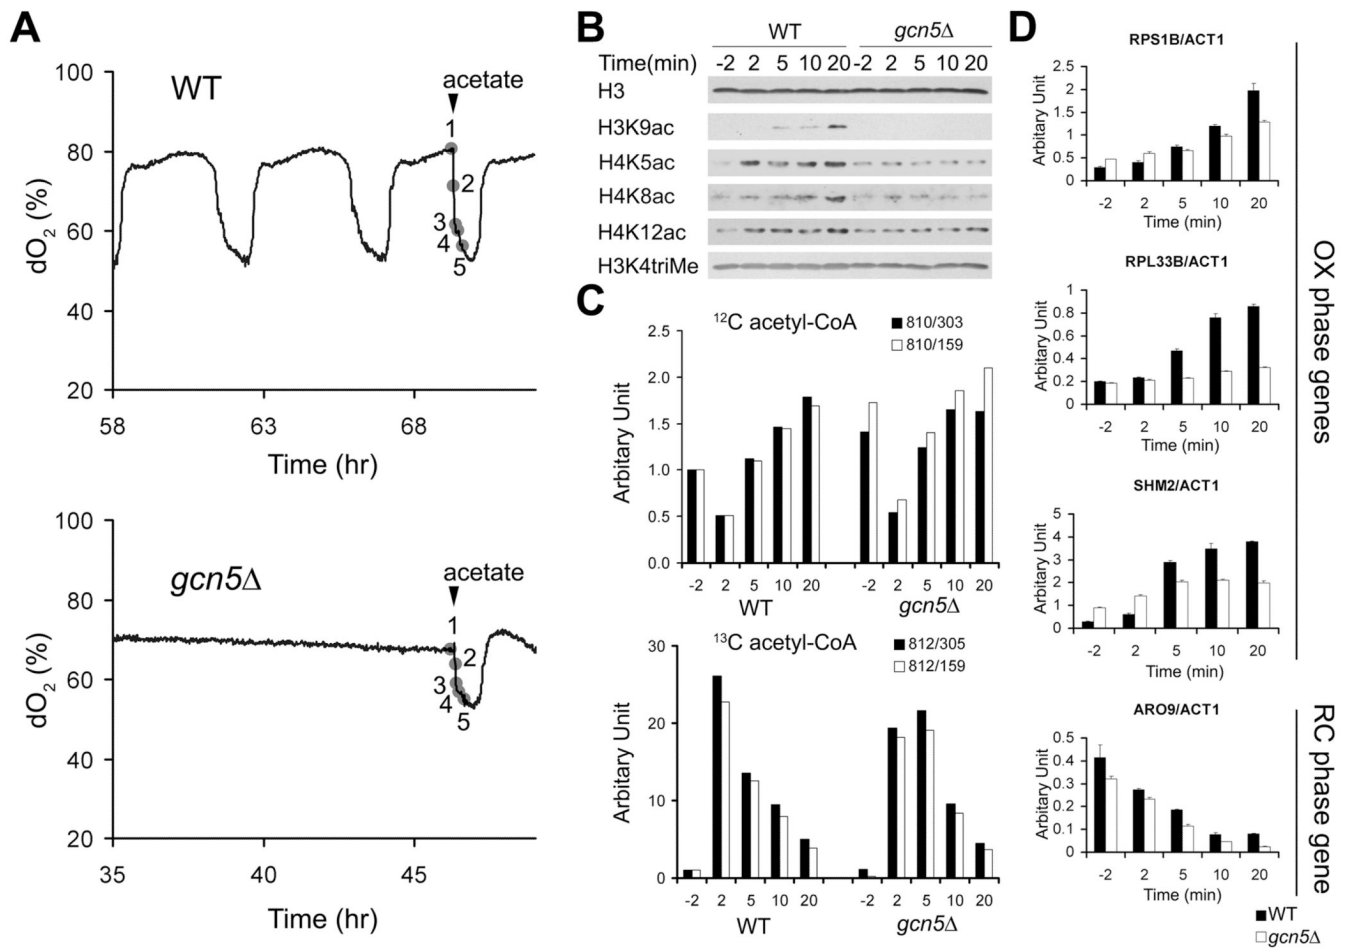 A
WT
acetate
1
2
3
4
5
100
80
60
40
20
dO2 (%)
58 63 68
Time (hr)
gcn5Δ
acetate
1
2
3
4
5
100
80
60
40
20
dO2 (%)
35 40 45
Time (hr)
B
WT gcn5Δ
Time(min) -2 2 5 10 20 -2 2 5 10 20
H3
H3K9ac
H4K5ac
H4K8ac
H4K12ac
H3K4triMe
C
12C acetyl-CoA
810/303
810/159
2.5
2.0
1.5
1.0
0.5
0.0
Arbitary Unit
-2 2 5 10 20 -2 2 5 10 20
WT gcn5Δ
13C acetyl-CoA
812/305
812/159
30
20
10
0
Arbitary Unit
-2 2 5 10 20 -2 2 5 10 20
WT gcn5Δ
D
RPS1B/ACT1
2.5
2
1.5
1
0.5
0
Arbitary Unit
-2 2 5 10 20
Time (min)
RPL33B/ACT1
1
0.8
0.6
0.4
0.2
0
Arbitary Unit
-2 2 5 10 20
Time (min)
SHM2/ACT1
5
4
3
2
1
0
Arbitary Unit
-2 2 5 10 20
Time (min)
OX phase genes
ARO9/ACT1
0.5
0.4
0.3
0.2
0.1
0
Arbitary Unit
-2 2 5 10 20
Time (min)
RC phase gene
WT
gcn5Δ